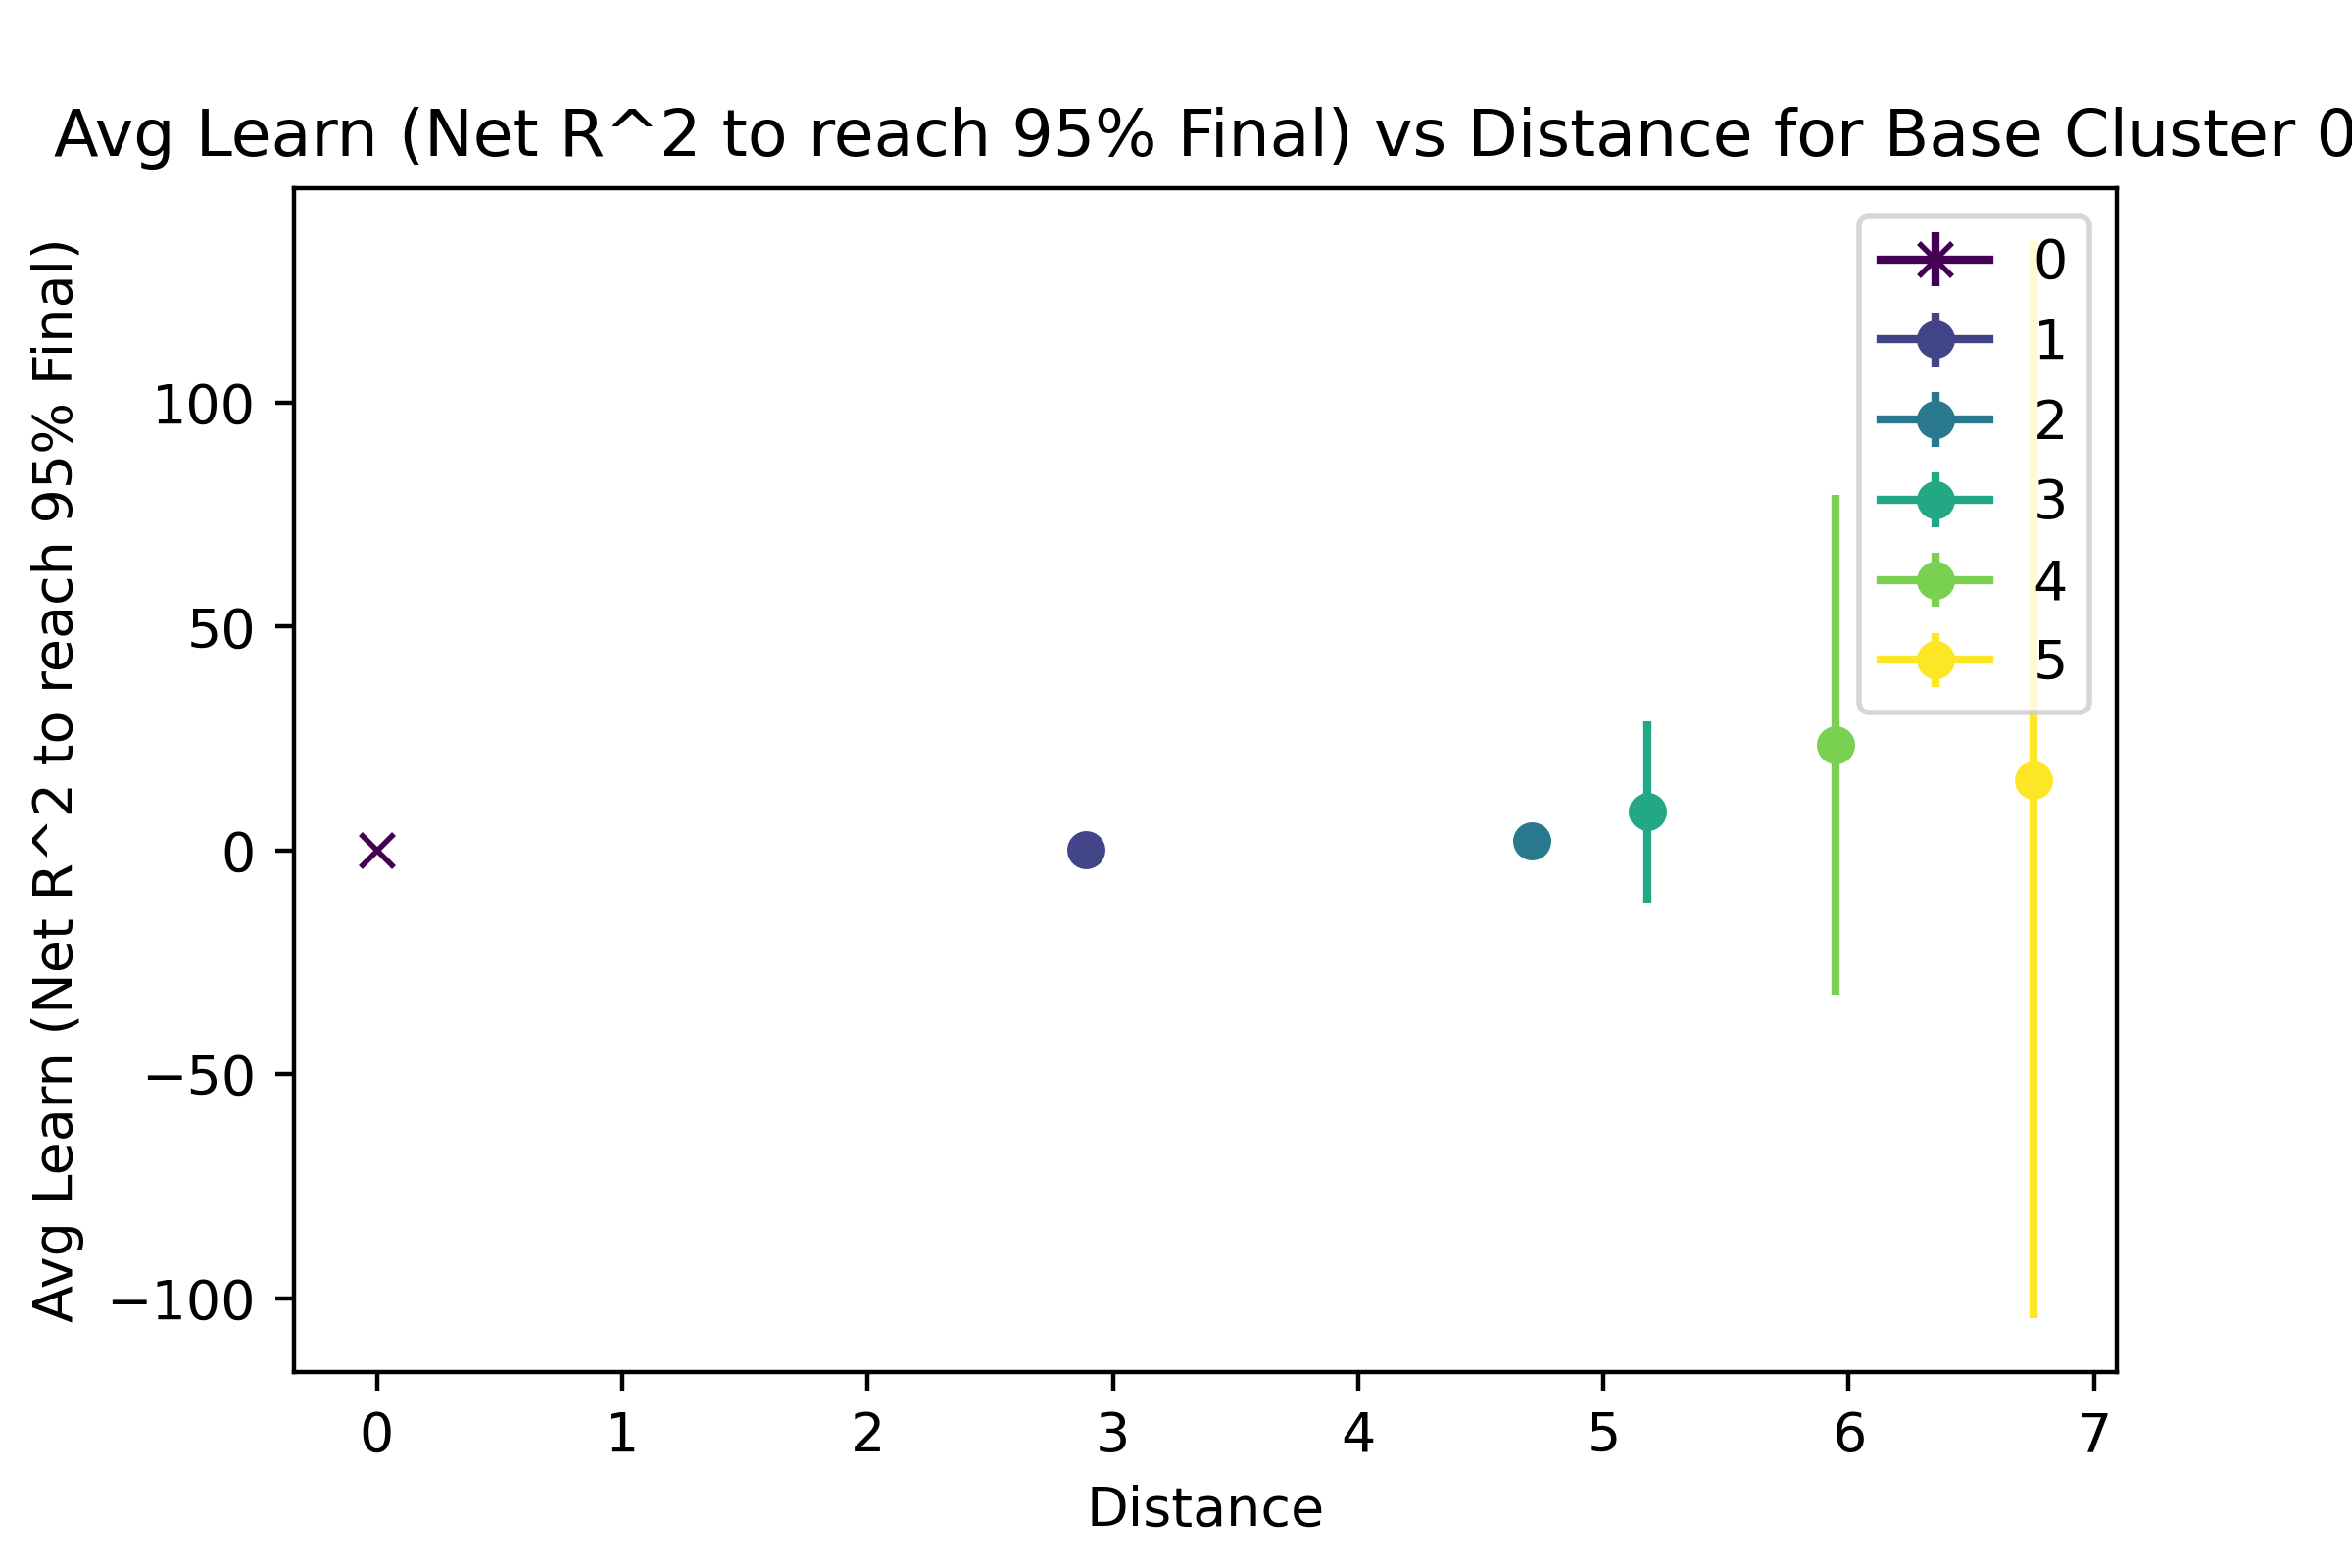 Avg Learn (Net R^2 to reach 95% Final) vs Distance for Base Cluster 0
Avg Learn (Net R^2 to reach 95% Final)
100
50
0
−50
−100
0
1
2
3
4
5
0 1 2 3 4 5 6 7
Distance